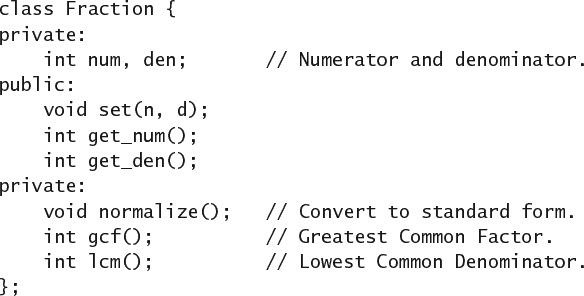 class Fraction {
private:
    int num, den;       // Numerator and denominator.
public:
    void set(n, d);
    int get_num();
    int get_den();
private:
    void normalize();   // Convert to standard form.
    int gcf();          // Greatest Common Factor.
    int lcm();          // Lowest Common Denominator.
};